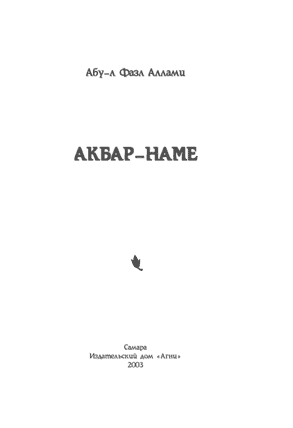 Абу-л Фазл Аллами
АКБАР-НАМЕ
Самара
Издательский дом «Агни»
2003